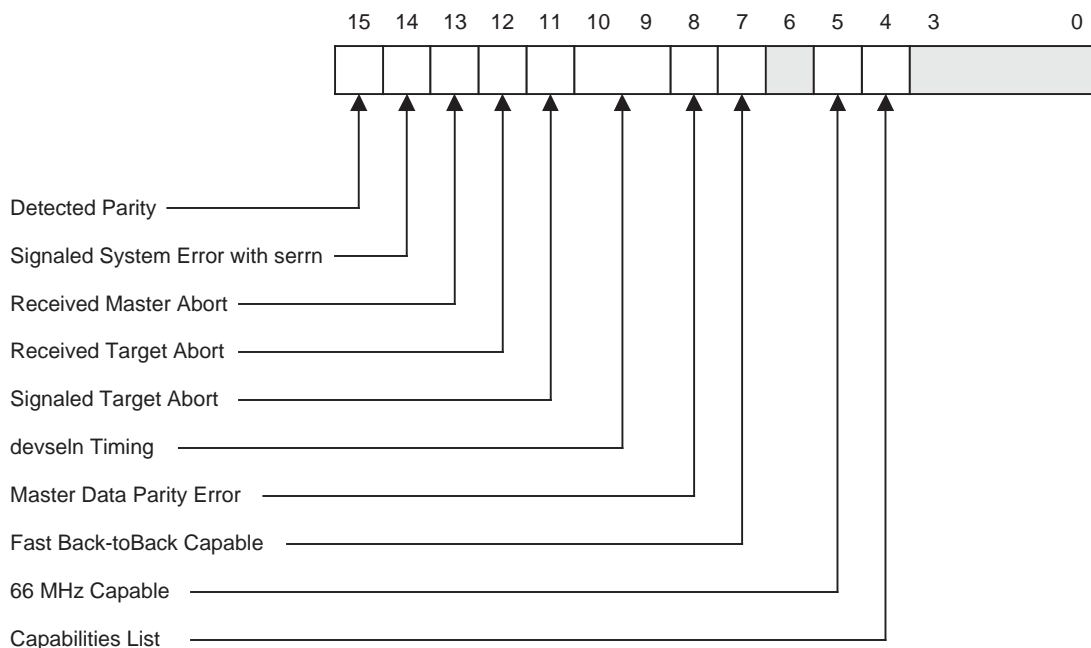 15 14 13 12 11 10 9 8 7 6 5 4 3 0
Detected Parity
Signaled System Error with serrn
Received Master Abort
Received Target Abort
Signaled Target Abort
devseln Timing
Master Data Parity Error
Fast Back-toBack Capable
66 MHz Capable
Capabilities List